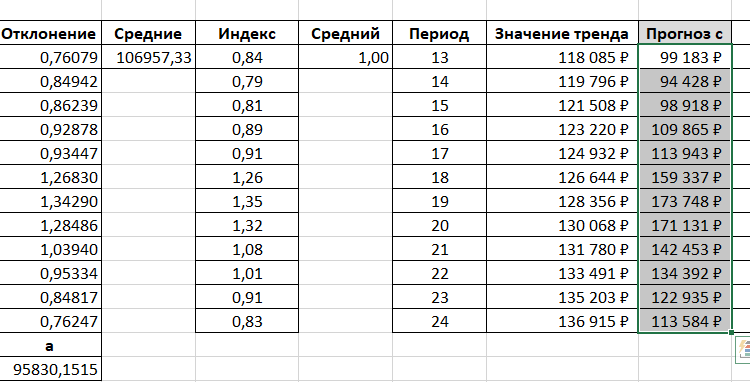 Отклонение Средние Индекс Средний Период Значение тренда Прогноз с
0,76079 106957,33 0,84 1,00 13 118 085 ₽ 99 183 ₽
0,84942 0,79 14 119 796 ₽ 94 428 ₽
0,86239 0,81 15 121 508 ₽ 98 918 ₽
0,92878 0,89 16 123 220 ₽ 109 865 ₽
0,93447 0,91 17 124 932 ₽ 113 943 ₽
1,26830 1,26 18 126 644 ₽ 159 337 ₽
1,34290 1,35 19 128 356 ₽ 173 748 ₽
1,28486 1,32 20 130 068 ₽ 171 131 ₽
1,03940 1,08 21 131 780 ₽ 142 453 ₽
0,95334 1,01 22 133 491 ₽ 134 392 ₽
0,84817 0,91 23 135 203 ₽ 122 935 ₽
0,76247 0,83 24 136 915 ₽ 113 584 ₽
а
95830,1515